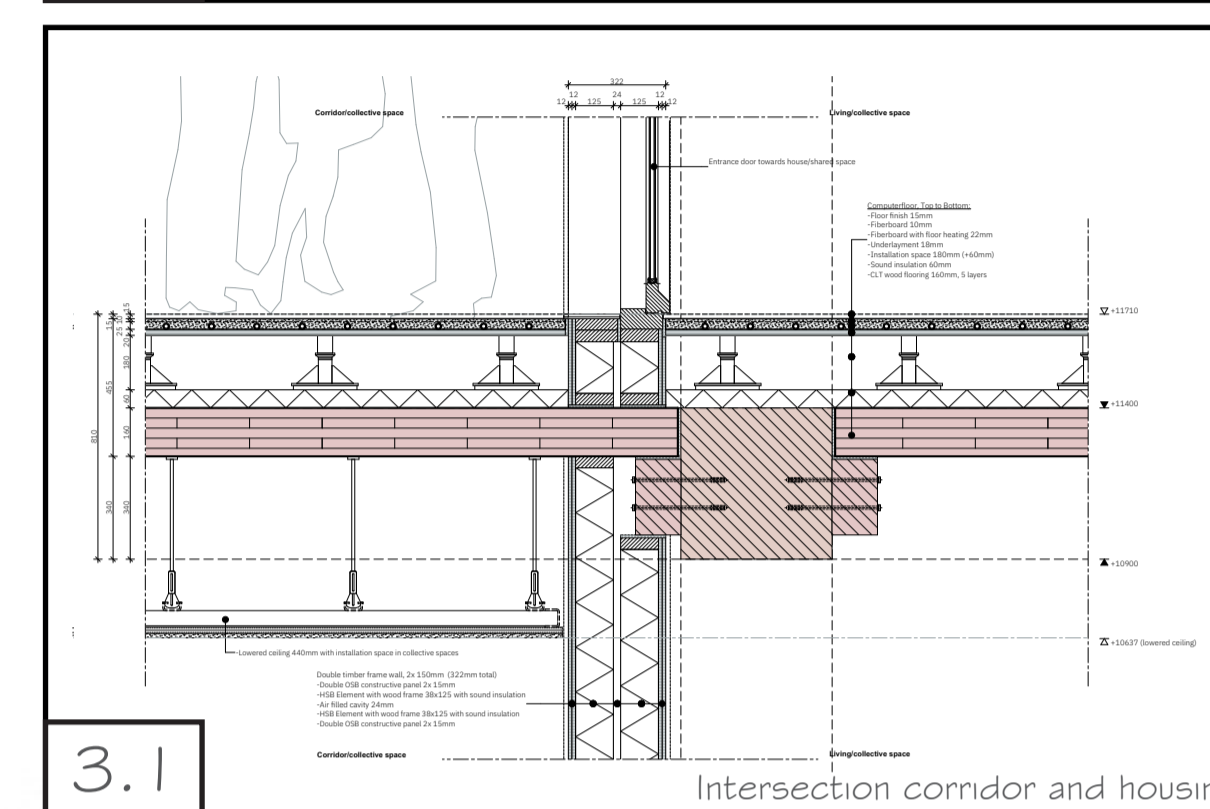 322
12 24 12
12 125 125 12
Corridor/collective space
Living/collective space
Entrance door towards house/shared space
Computerfloor, Top to Bottom:
-Floor finish 15mm
-Fiberboard 10mm
-Fiberboard with floor heating 22mm
-Underlayment 18mm
-Installation space 180mm (+60mm)
-Sound insulation 60mm
-CLT wood flooring 160mm, 5 layers
+11710
+11400
+10900
+10637 (lowered ceiling)
15
180
455
60
810
160
340
340
-Lowered ceiling 440mm with installation space in collective spaces
Double timber frame wall, 2x 150mm (322mm total)
-Double OSB constructive panel 2x 15mm
-HSB Element with wood frame 38x125 with sound insulation
-Air filled cavity 24mm
-HSB Element with wood frame 38x125 with sound insulation
-Double OSB constructive panel 2x 15mm
Corridor/collective space
Living/collective space
3.1
Intersection corridor and